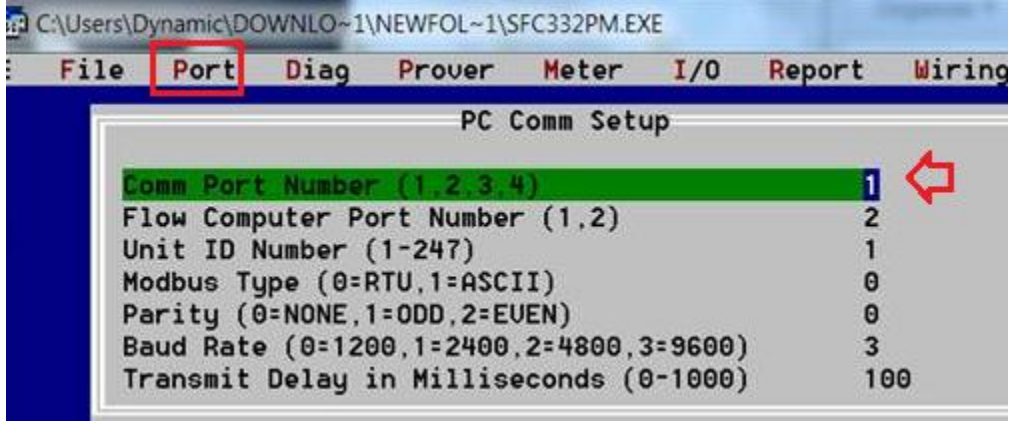 C:\Users\Dynamic\DOWNLO~1\NEWFOL~1\SFC332PM.EXE
File Port Diag Prover Meter I/O Report Wiring
PC Comm Setup
Comm Port Number (1,2,3,4) 1
Flow Computer Port Number (1,2) 2
Unit ID Number (1-247) 1
Modbus Type (0=RTU,1=ASCII) 0
Parity (0=NONE,1=ODD,2=EVEN) 0
Baud Rate (0=1200,1=2400,2=4800,3=9600) 3
Transmit Delay in Milliseconds (0-1000) 100